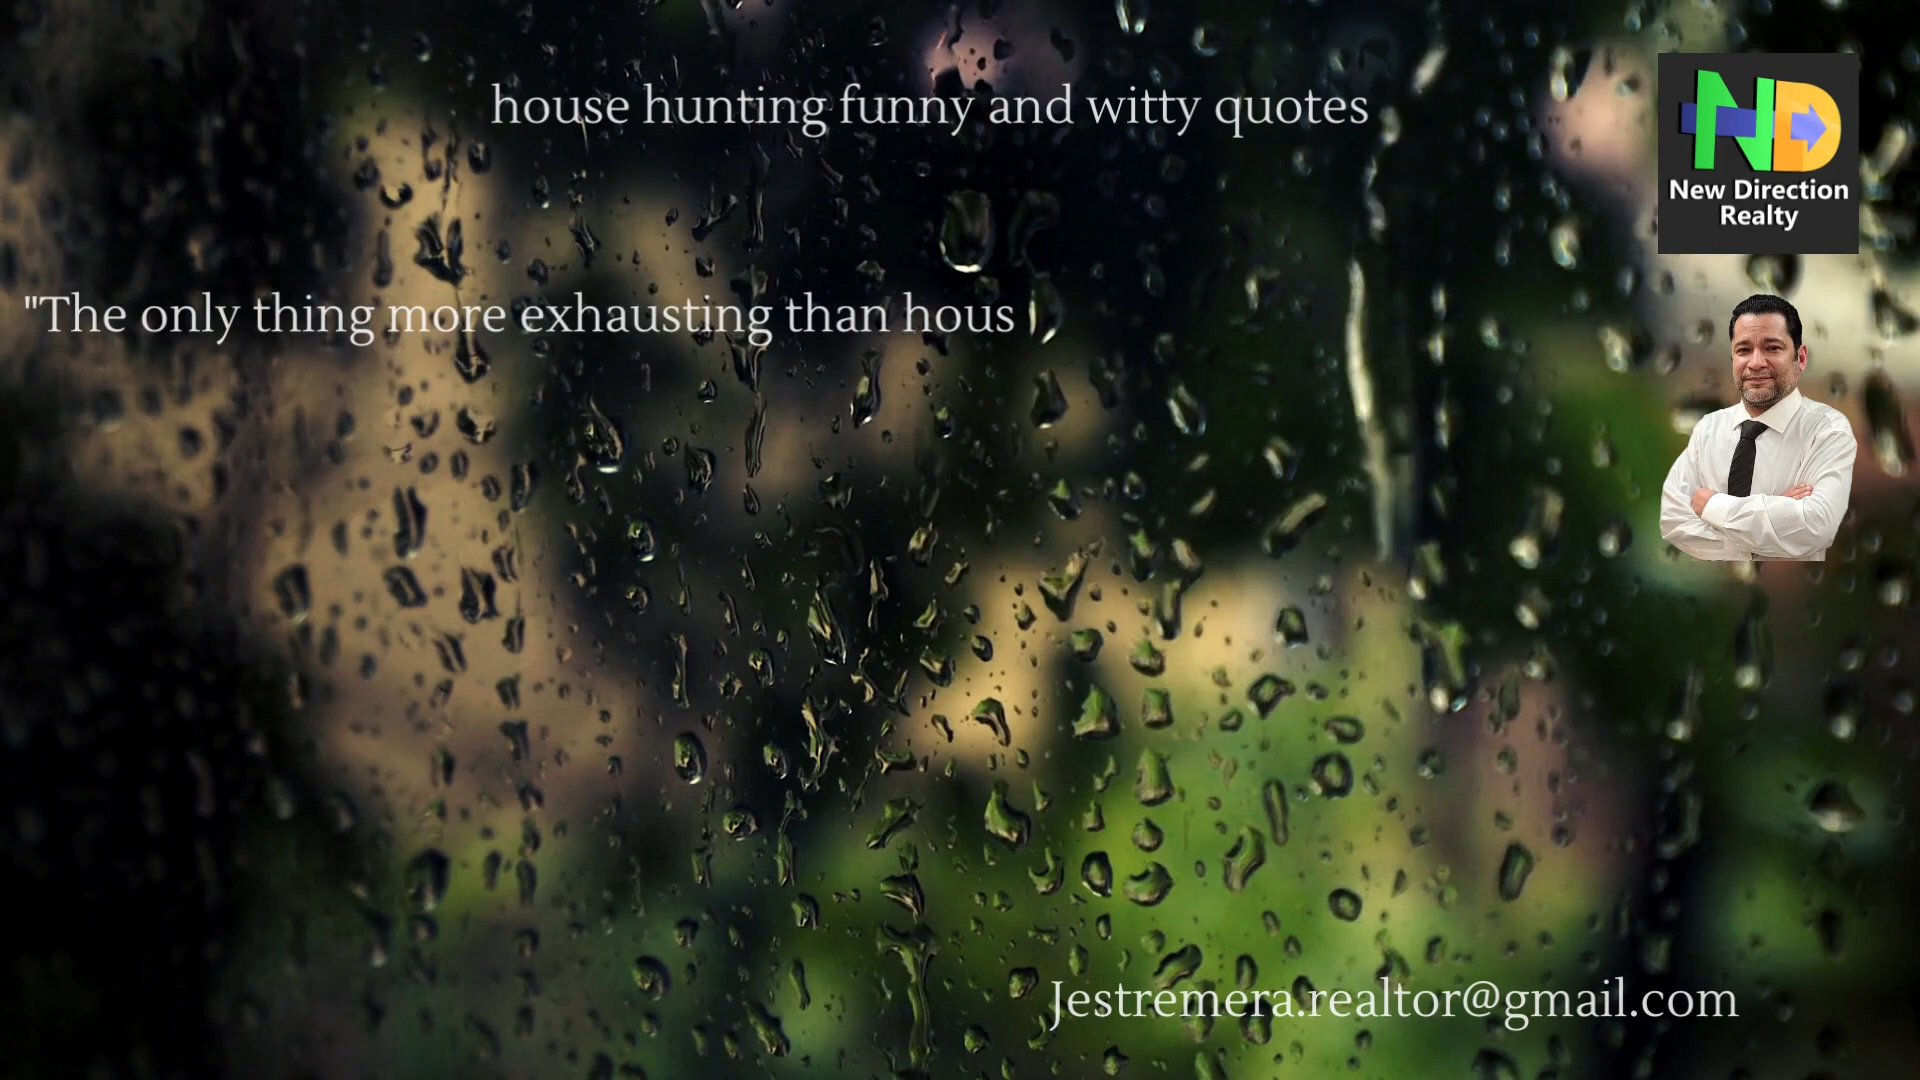 house hunting funny and witty quotes
ND
New Direction
Realty
"The only thing more exhausting than hous
Jestremera.realtor@gmail.com